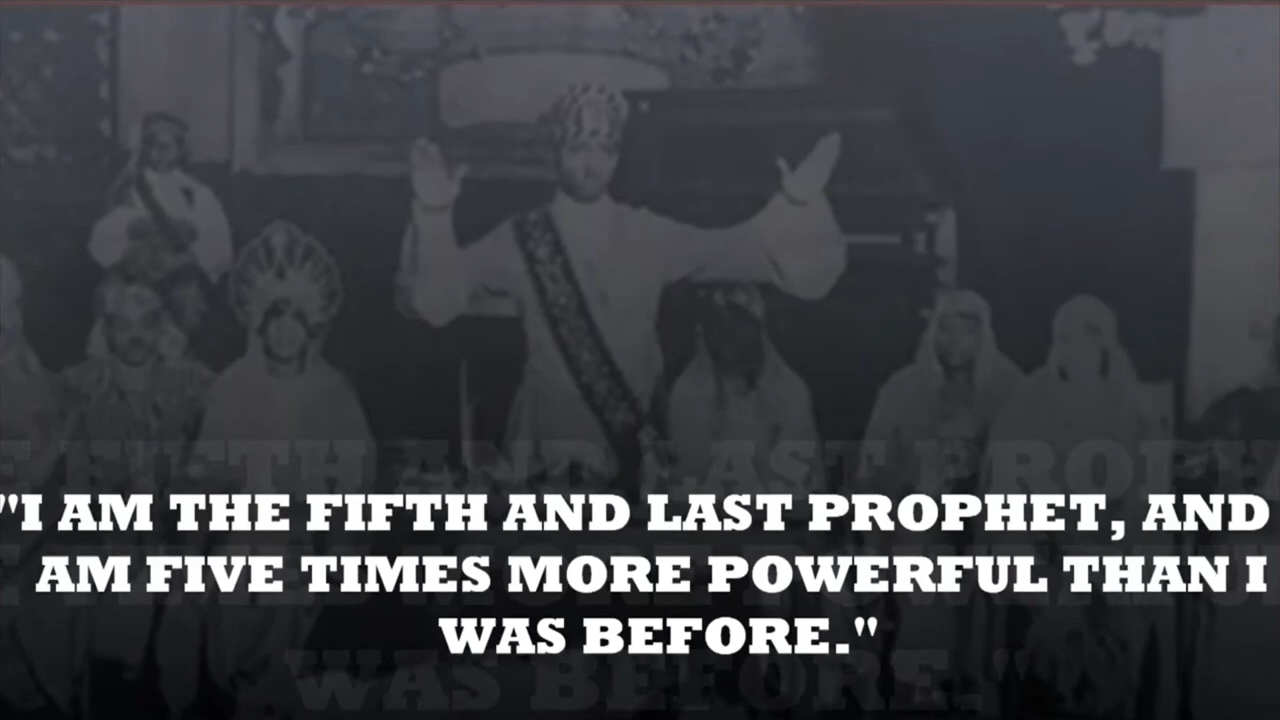 "I AM THE FIFTH AND LAST PROPHET, AND
AM FIVE TIMES MORE POWERFUL THAN I
WAS BEFORE."